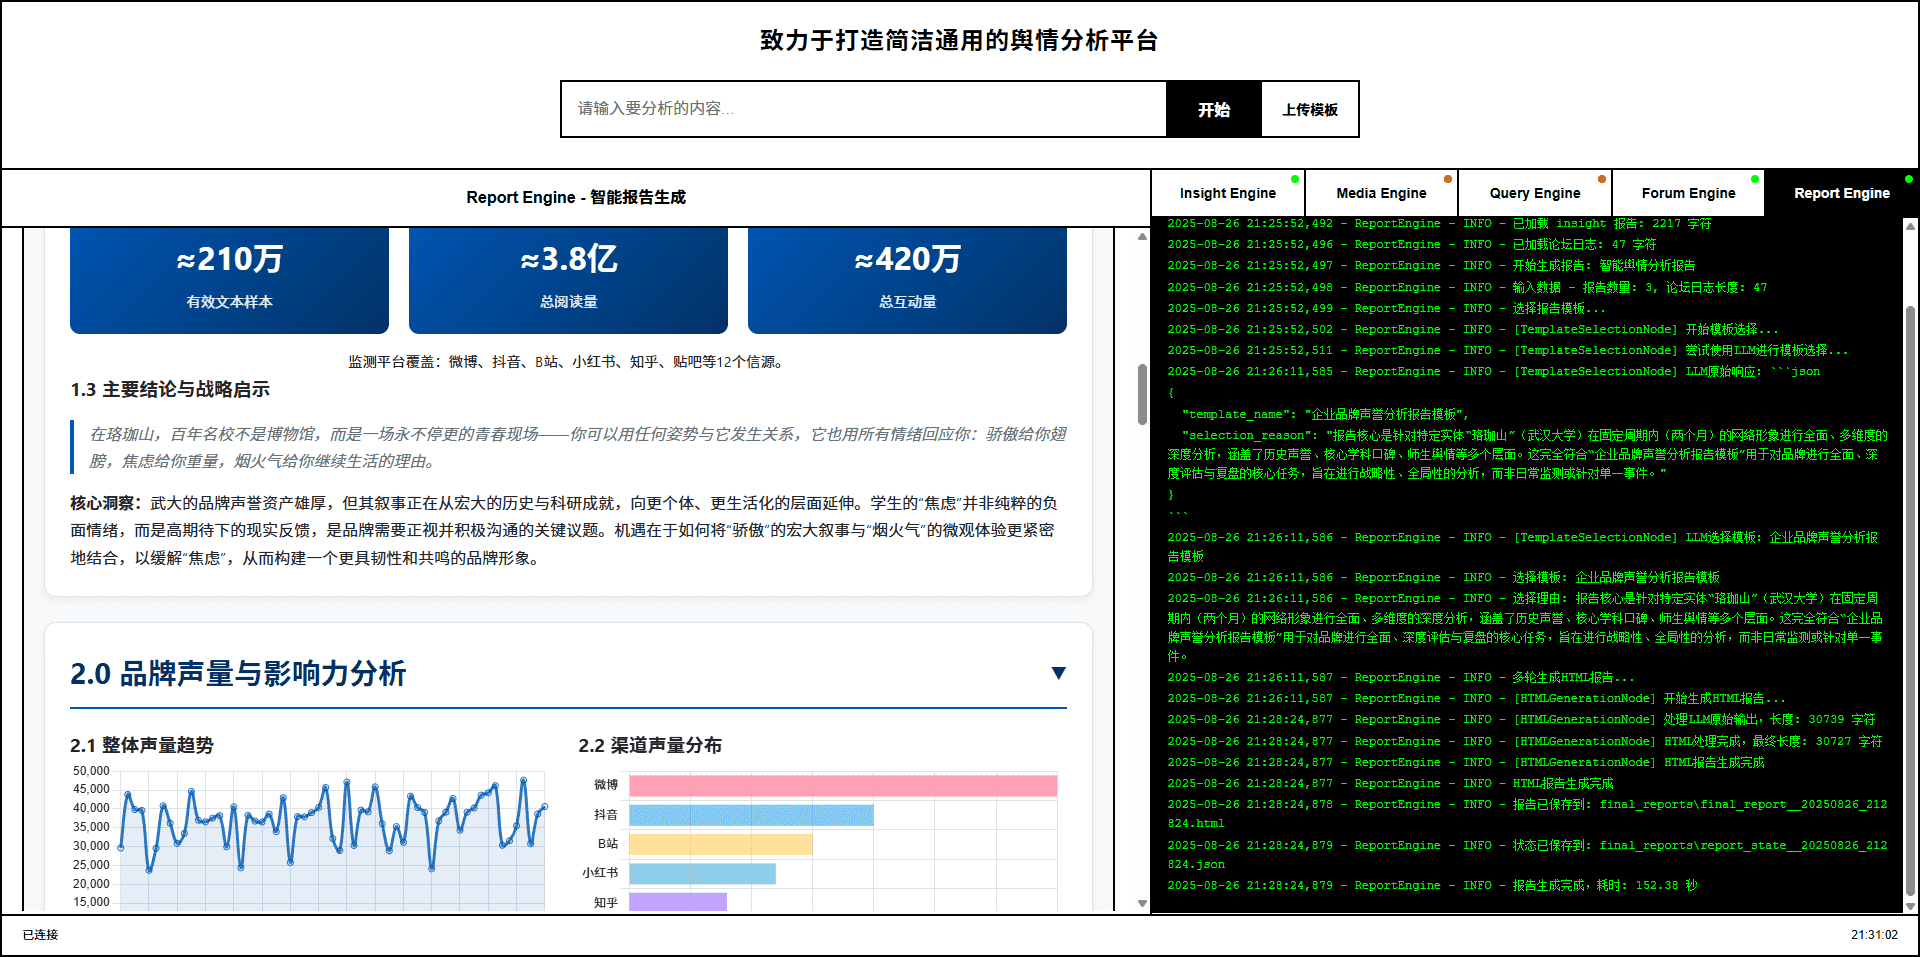 致力于打造简洁通用的舆情分析平台
请输入要分析的内容...
开始
上传模板
Report Engine - 智能报告生成
Insight Engine
Media Engine
Query Engine
Forum Engine
Report Engine
≈210万
有效文本样本
≈3.8亿
总阅读量
≈420万
总互动量
监测平台覆盖：微博、抖音、B站、小红书、知乎、贴吧等12个信源。
1.3 主要结论与战略启示
在珞珈山，百年名校不是博物馆，而是一场永不停更的青春现场——你可以用任何姿势与它发生关系，它也用所有情绪回应你：骄傲给你翅
膀，焦虑给你重量，烟火气给你继续生活的理由。
核心洞察：武大的品牌声誉资产雄厚，但其叙事正在从宏大的历史与科研成就，向更个体、更生活化的层面延伸。学生的“焦虑”并非纯粹的负
面情绪，而是高期待下的现实反馈，是品牌需要正视并积极沟通的关键议题。机遇在于如何将“骄傲”的宏大叙事与“烟火气”的微观体验更紧密
地结合，以缓解“焦虑”，从而构建一个更具韧性和共鸣的品牌形象。
2.0 品牌声量与影响力分析
▼
2.1 整体声量趋势
50,000
45,000
40,000
35,000
30,000
25,000
20,000
15,000
2.2 渠道声量分布
微博
抖音
B站
小红书
知乎
2025-08-26 21:25:52,492 - ReportEngine - INFO - 已加载 insight 报告: 2217 字符
2025-08-26 21:25:52,496 - ReportEngine - INFO - 已加载论坛日志: 47 字符
2025-08-26 21:25:52,497 - ReportEngine - INFO - 开始生成报告: 智能舆情分析报告
2025-08-26 21:25:52,498 - ReportEngine - INFO - 输入数据 - 报告数量: 3, 论坛日志长度: 47
2025-08-26 21:25:52,499 - ReportEngine - INFO - 选择报告模板...
2025-08-26 21:25:52,502 - ReportEngine - INFO - [TemplateSelectionNode] 开始模板选择...
2025-08-26 21:25:52,511 - ReportEngine - INFO - [TemplateSelectionNode] 尝试使用LLM进行模板选择...
2025-08-26 21:26:11,585 - ReportEngine - INFO - [TemplateSelectionNode] LLM原始响应: ```json
{
"template_name": "企业品牌声誉分析报告模板",
"selection_reason": "报告核心是针对特定实体“珞珈山”（武汉大学）在固定周期内（两个月）的网络形象进行全面、多维度的
深度分析，涵盖了历史声誉、核心学科口碑、师生舆情等多个层面。这完全符合“企业品牌声誉分析报告模板”用于对品牌进行全面、深
度评估与复盘的核心任务，旨在进行战略性、全局性的分析，而非日常监测或针对单一事件。"
}
```
2025-08-26 21:26:11,586 - ReportEngine - INFO - [TemplateSelectionNode] LLM选择模板: 企业品牌声誉分析报
告模板
2025-08-26 21:26:11,586 - ReportEngine - INFO - 选择模板: 企业品牌声誉分析报告模板
2025-08-26 21:26:11,586 - ReportEngine - INFO - 选择理由: 报告核心是针对特定实体“珞珈山”（武汉大学）在固定周
期内（两个月）的网络形象进行全面、多维度的深度分析，涵盖了历史声誉、核心学科口碑、师生舆情等多个层面。这完全符合“企业品
牌声誉分析报告模板”用于对品牌进行全面、深度评估与复盘的核心任务，旨在进行战略性、全局性的分析，而非日常监测或针对单一事
件。
2025-08-26 21:26:11,587 - ReportEngine - INFO - 多轮生成HTML报告...
2025-08-26 21:26:11,587 - ReportEngine - INFO - [HTMLGenerationNode] 开始生成HTML报告...
2025-08-26 21:28:24,877 - ReportEngine - INFO - [HTMLGenerationNode] 处理LLM原始输出，长度: 30739 字符
2025-08-26 21:28:24,877 - ReportEngine - INFO - [HTMLGenerationNode] HTML处理完成，最终长度: 30727 字符
2025-08-26 21:28:24,877 - ReportEngine - INFO - [HTMLGenerationNode] HTML报告生成完成
2025-08-26 21:28:24,877 - ReportEngine - INFO - HTML报告生成完成
2025-08-26 21:28:24,878 - ReportEngine - INFO - 报告已保存到: final_reports\final_report__20250826_212
824.html
2025-08-26 21:28:24,879 - ReportEngine - INFO - 状态已保存到: final_reports\report_state__20250826_212
824.json
2025-08-26 21:28:24,879 - ReportEngine - INFO - 报告生成完成，耗时: 152.38 秒
已连接
21:31:02